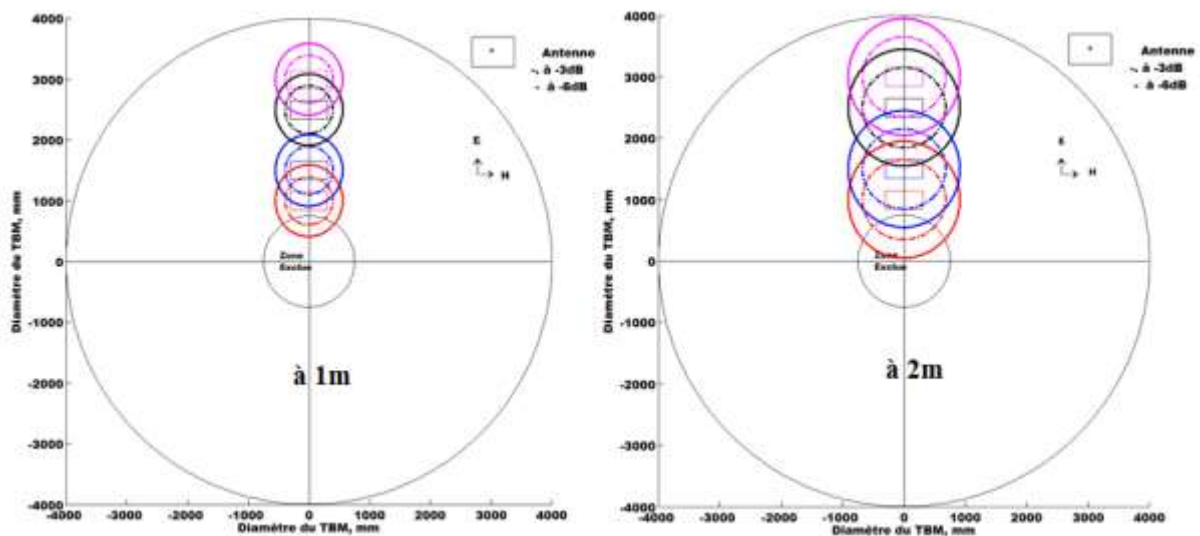 4000
3000
2000
1000
0
-1000
-2000
-3000
-4000
-4000 -3000 -2000 -1000 0 1000 2000 3000 4000
Diamètre du TBM, mm
Diamètre du TBM, mm
Antenne
à -3dB
à -6dB
E
H
Zone
Exclue
à 1m
4000
3000
2000
1000
0
-1000
-2000
-3000
-4000
-4000 -3000 -2000 -1000 0 1000 2000 3000 4000
Diamètre du TBM, mm
Diamètre du TBM, mm
Antenne
à -3dB
à -6dB
E
H
Zone
Exclue
à 2m